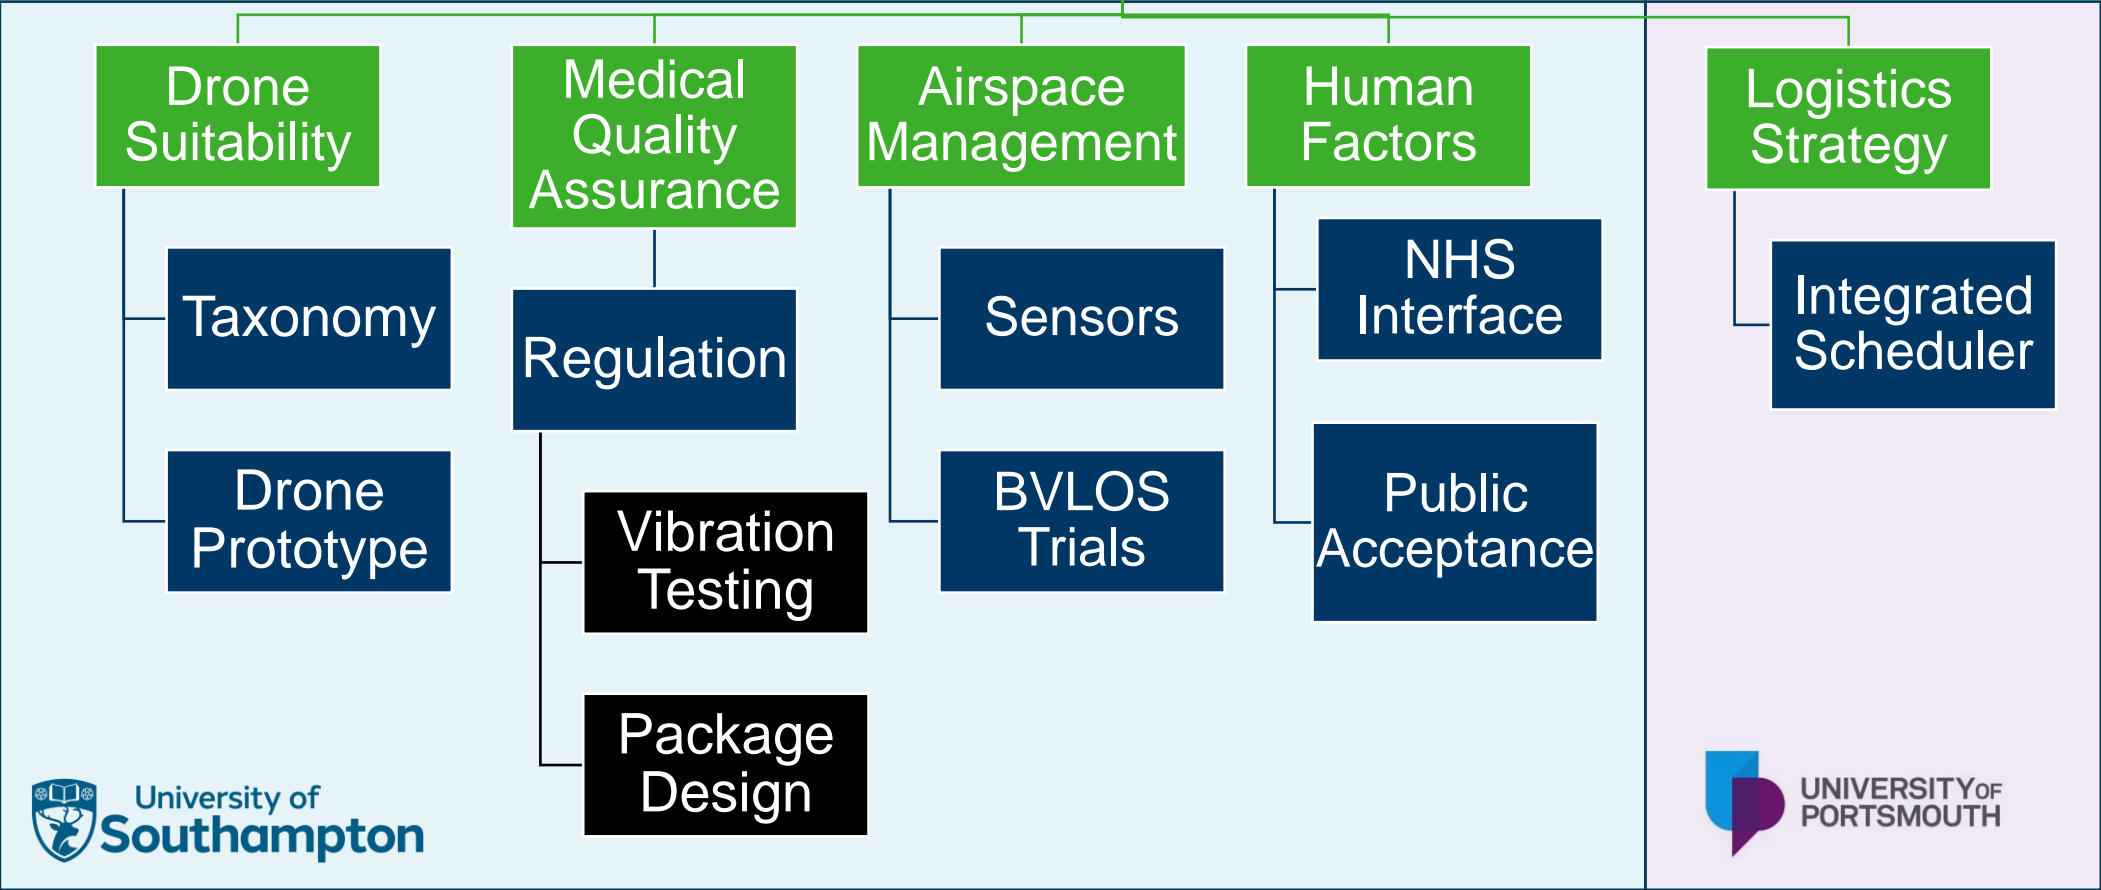 Drone
Suitability
Medical
Quality
Assurance
Airspace
Management
Human
Factors
Logistics
Strategy
Taxonomy
Regulation
Sensors
NHS
Interface
Integrated
Scheduler
Drone
Prototype
Vibration
Testing
BVLOS
Trials
Public
Acceptance
Package
Design
University of
Southampton
UNIVERSITY OF
PORTSMOUTH